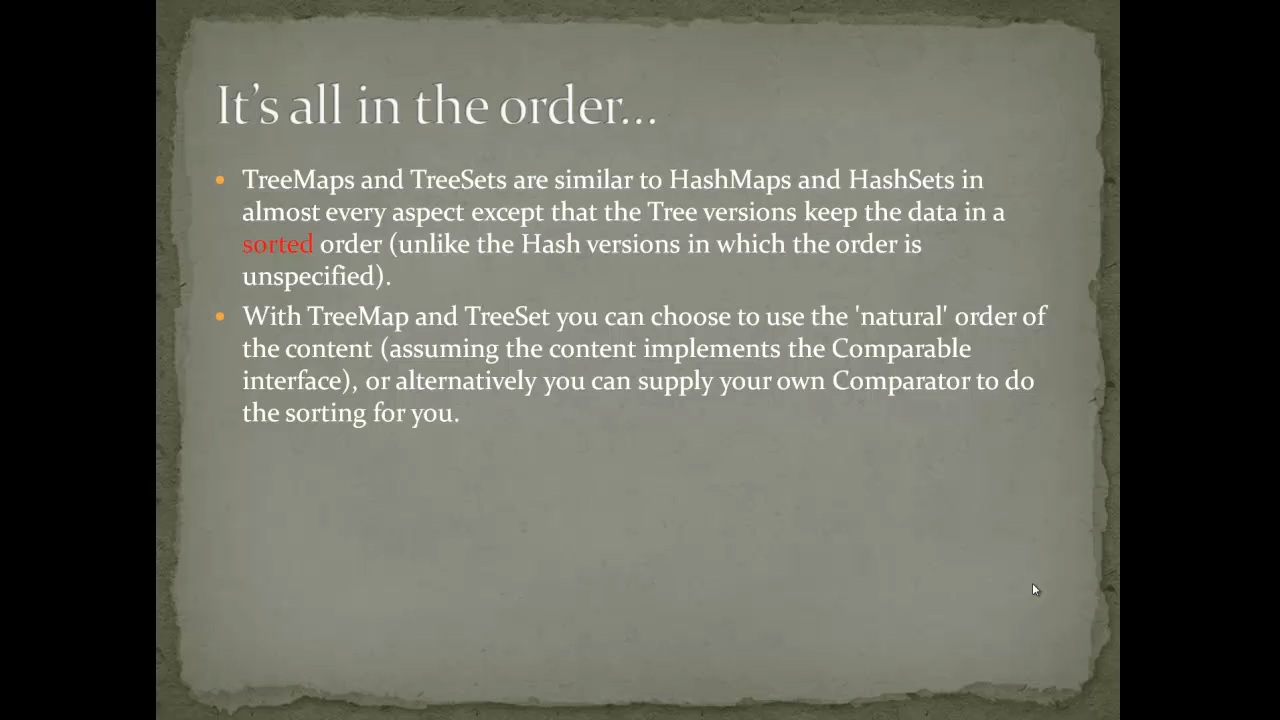 It's all in the order...
• TreeMaps and TreeSets are similar to HashMaps and HashSets in
almost every aspect except that the Tree versions keep the data in a
sorted order (unlike the Hash versions in which the order is
unspecified).
• With TreeMap and TreeSet you can choose to use the 'natural' order of
the content (assuming the content implements the Comparable
interface), or alternatively you can supply your own Comparator to do
the sorting for you.